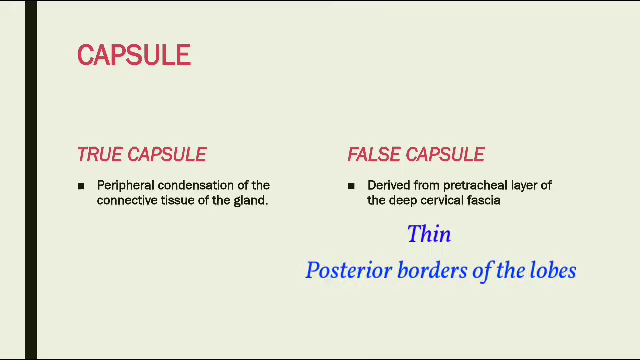 CAPSULE
TRUE CAPSULE
Peripheral condensation of the
connective tissue of the gland.
FALSE CAPSULE
Derived from pretracheal layer of
the deep cervical fascia
Thin
Posterior borders of the lobes